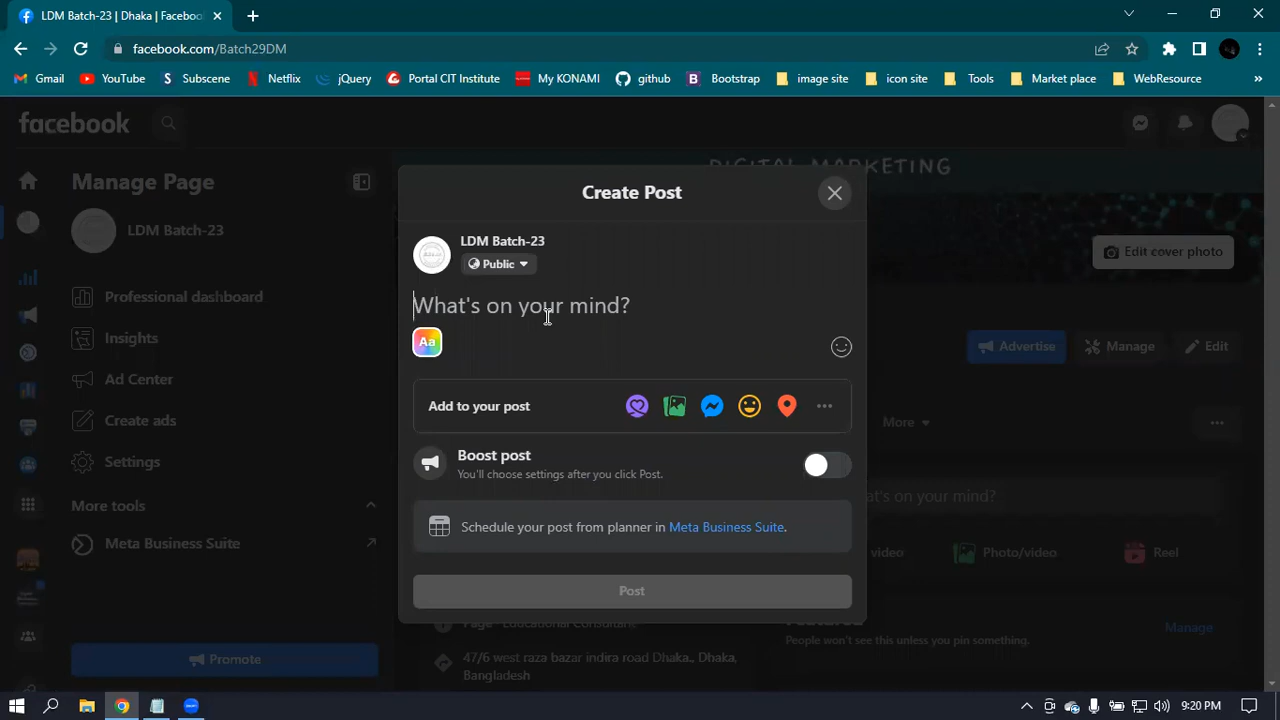 LDM Batch-23 | Dhaka | Faceboo
facebook.com/Batch29DM
Gmail
YouTube
Subscene
Netflix
jQuery
Portal CIT Institute
My KONAMI
github
Bootstrap
image site
icon site
Tools
Market place
WebResource
facebook
DIGITAL MARKETING
Manage Page
LDM Batch-23
Professional dashboard
Insights
Ad Center
Create ads
Settings
More tools
Meta Business Suite
Promote
Create Post
LDM Batch-23
Public
What's on your mind?
Aa
Add to your post
Boost post
You'll choose settings after you click Post.
Schedule your post from planner in Meta Business Suite.
Post
Edit cover photo
Advertise
Manage
Edit
More
at's on your mind?
video
Photo/video
Reel
Featured
Manage
People won't see this unless you pin something.
Page · Educational Consultant
47/6 west raza bazar indira road Dhaka., Dhaka,
Bangladesh
9:20 PM